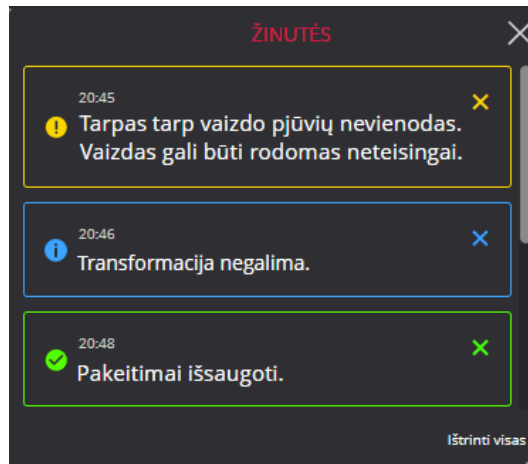 ŽINUTĖS
20:45
Tarpas tarp vaizdo pjūvių nevienodas.
Vaizdas gali būti rodomas neteisingai.
20:46
Transformacija negalima.
20:48
Pakeitimai išsaugoti.
Ištrinti visas